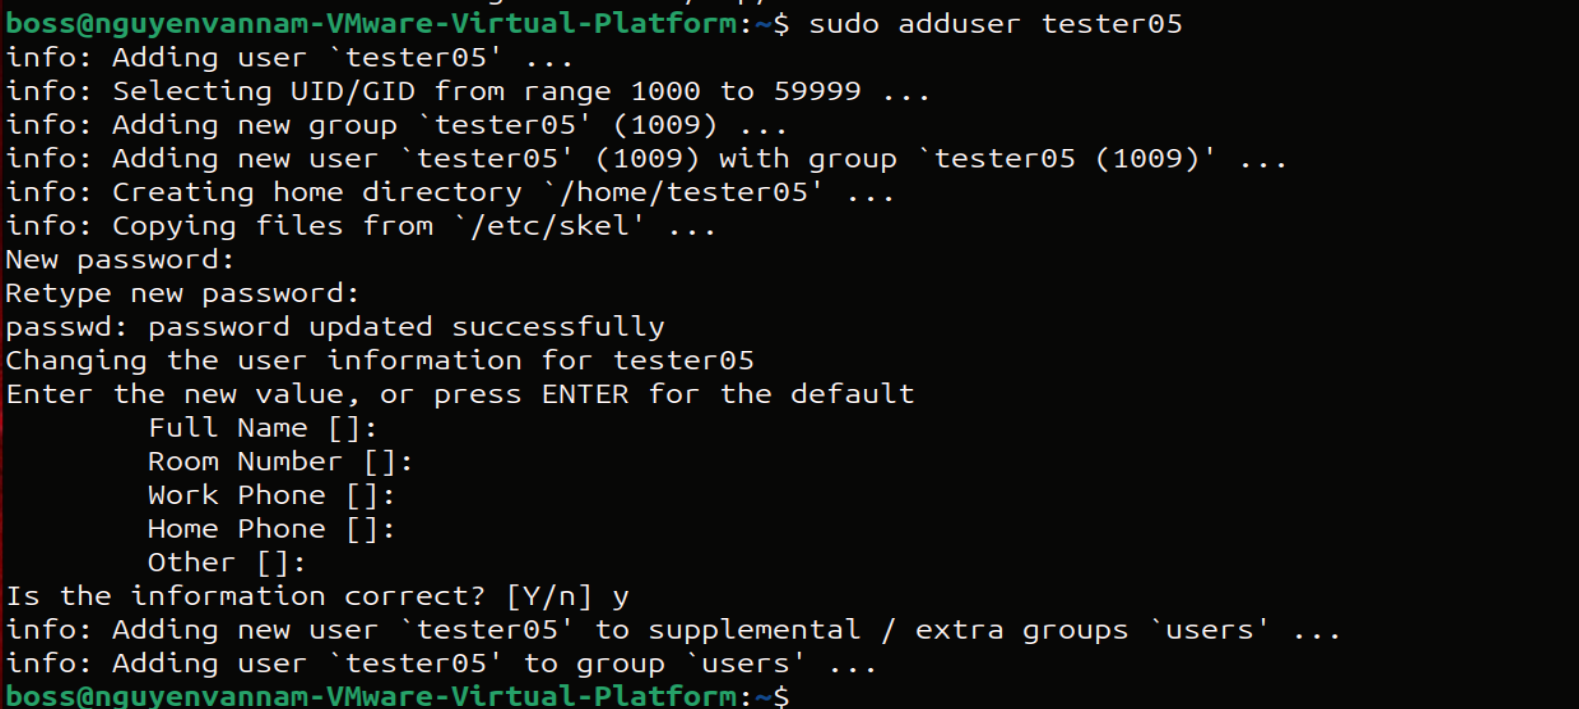 boss@nguyenvannam-VMware-Virtual-Platform:~$ sudo adduser tester05
info: Adding user `tester05' ...
info: Selecting UID/GID from range 1000 to 59999 ...
info: Adding new group `tester05' (1009) ...
info: Adding new user `tester05' (1009) with group `tester05 (1009)' ...
info: Creating home directory `/home/tester05' ...
info: Copying files from `/etc/skel' ...
New password:
Retype new password:
passwd: password updated successfully
Changing the user information for tester05
Enter the new value, or press ENTER for the default
        Full Name []:
        Room Number []:
        Work Phone []:
        Home Phone []:
        Other []:
Is the information correct? [Y/n] y
info: Adding new user `tester05' to supplemental / extra groups `users' ...
info: Adding user `tester05' to group `users' ...
boss@nguyenvannam-VMware-Virtual-Platform:~$